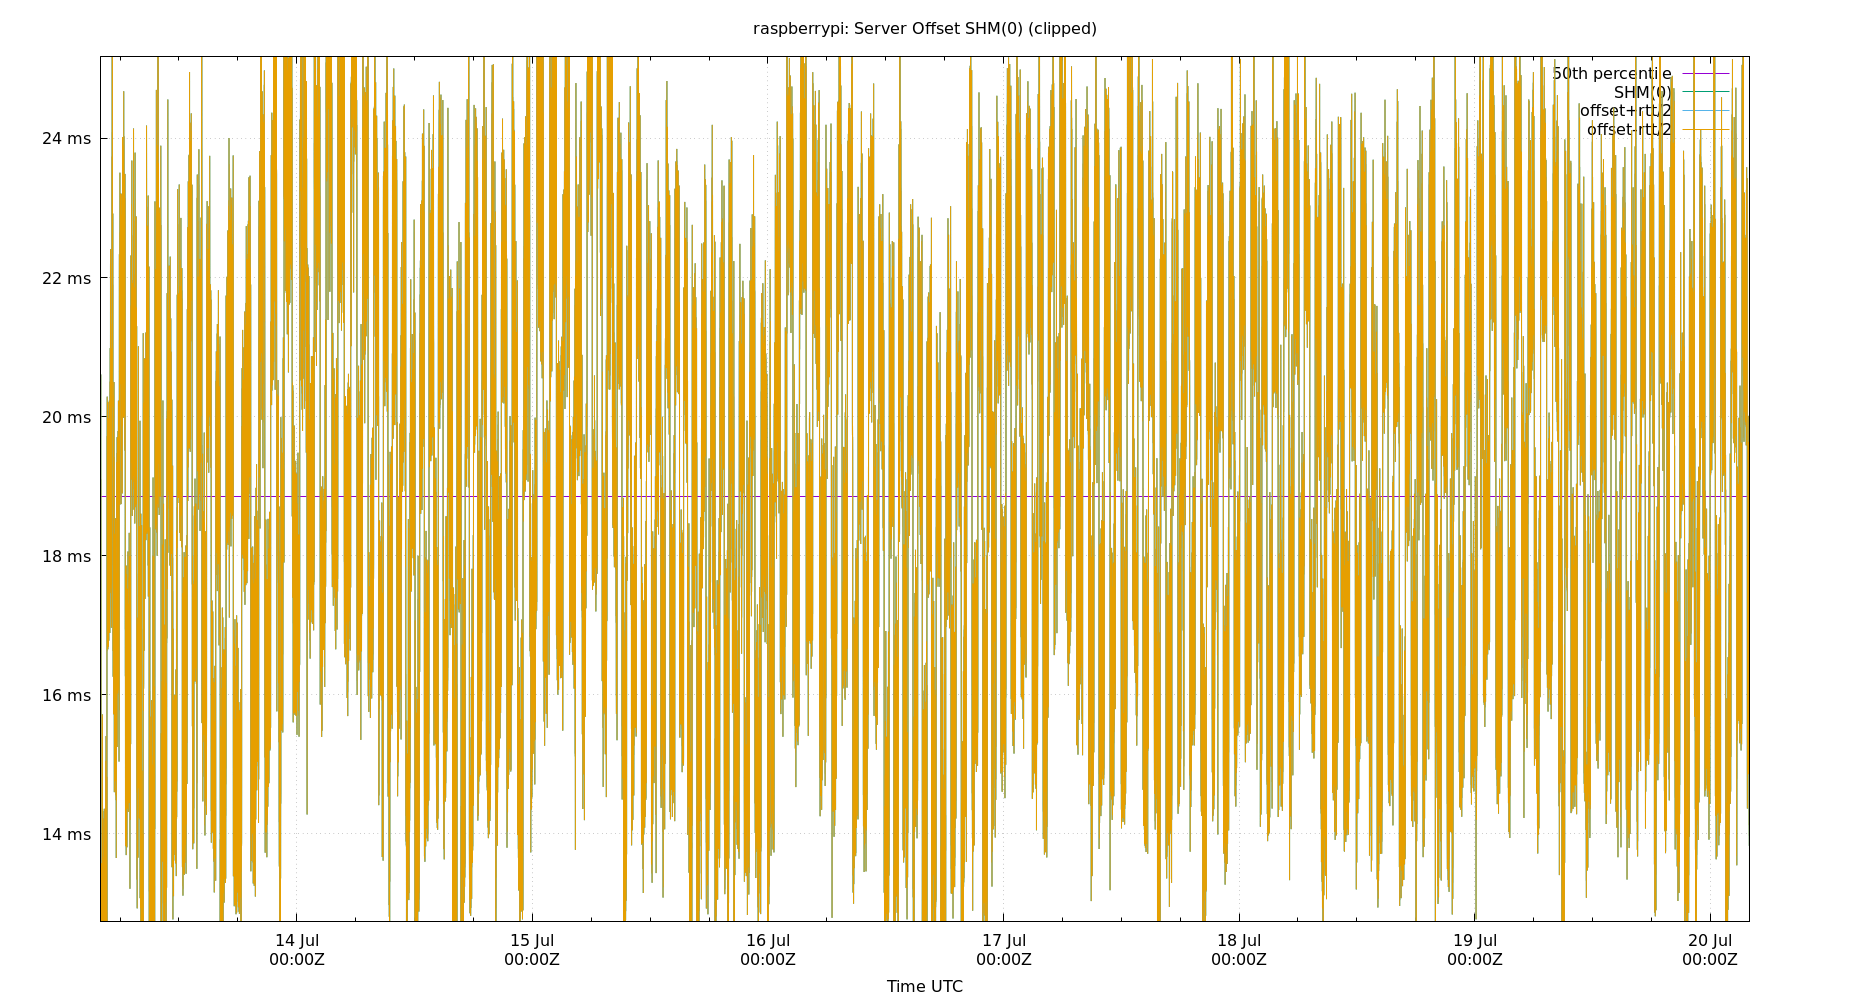 raspberrypi: Server Offset SHM(0) (clipped)
50th percentile
SHM(0)
offset+rtt/2
offset-rtt/2
24 ms
22 ms
20 ms
18 ms
16 ms
14 ms
14 Jul 15 Jul 16 Jul 17 Jul 18 Jul 19 Jul 20 Jul
00:00Z 00:00Z 00:00Z 00:00Z 00:00Z 00:00Z 00:00Z
Time UTC